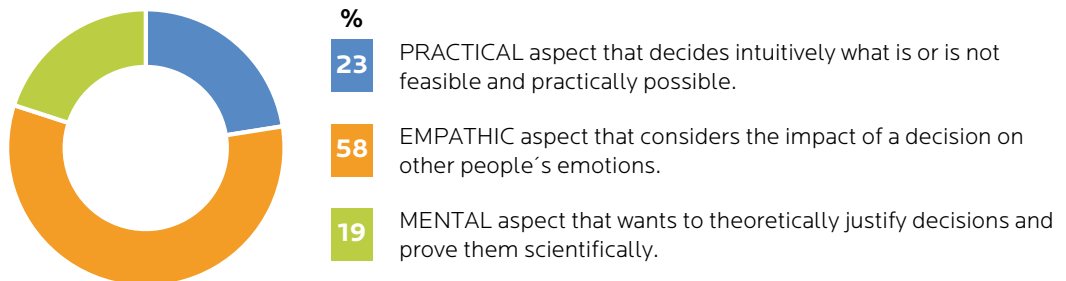 %
23 PRACTICAL aspect that decides intuitively what is or is not
feasible and practically possible.
58 EMPATHIC aspect that considers the impact of a decision on
other people´s emotions.
19 MENTAL aspect that wants to theoretically justify decisions and
prove them scientifically.